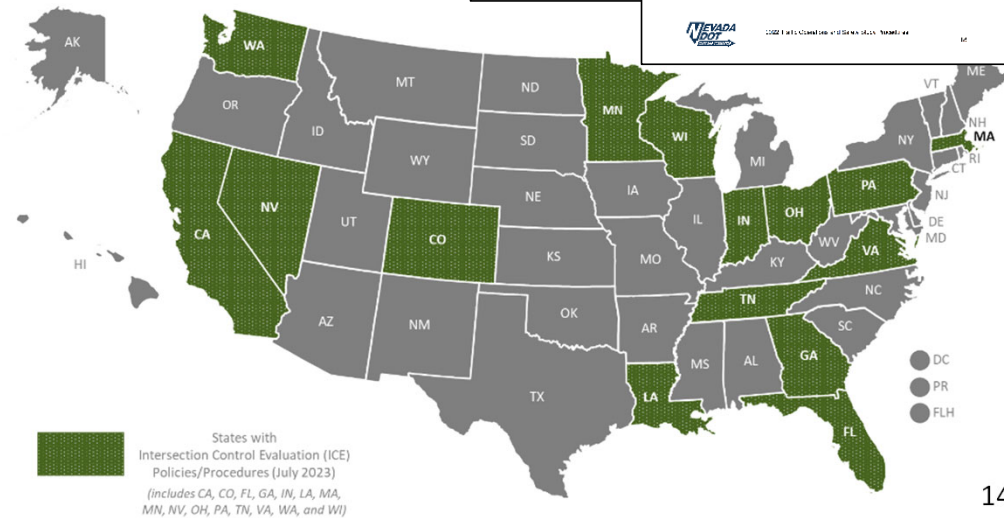 NEVADA
DOT
AK
WA
MT
ND
MN
VT
ME
OR
ID
SD
WI
NH
NY
MA
WY
MI
RI
CT
IA
PA
NJ
NV
NE
OH
IN
IL
UT
CA
CO
DE
MD
WV
VA
HI
KS
MO
KY
NC
TN
AZ
NM
OK
AR
SC
MS
AL
GA
DC
TX
LA
PR
FLH
FL
States with
Intersection Control Evaluation (ICE)
Policies/Procedures (July 2023)
(includes CA, CO, FL, GA, IN, LA, MA,
MN, NV, OH, PA, TN, VA, WA, and WI)
14